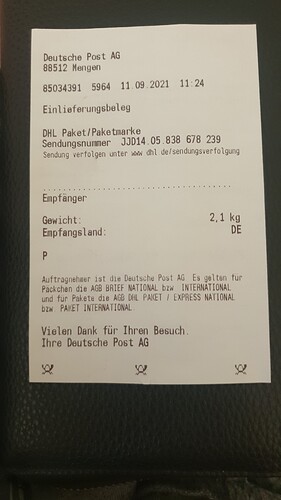 Deutsche Post AG
88512 Mengen
85034391 5964 11.09.2021 11:24
Einlieferungsbeleg
DHL Paket/Paketmarke
Sendungsnummer JJD14.05.838 678 239
Sendung verfolgen unter www dhl de/sendungsverfolgung
......................................
Empfänger
Gewicht: 2,1 kg
Empfangsland: DE
P
Auftragnehmer ist die Deutsche Post AG Es gelten für
Päckchen die AGB BRIEF NATIONAL bzw INTERNATIONAL
und für Pakete die AGB DHL PAKET / EXPRESS NATIONAL
bzw PAKET INTERNATIONAL
Vielen Dank für Ihren Besuch.
Ihre Deutsche Post AG